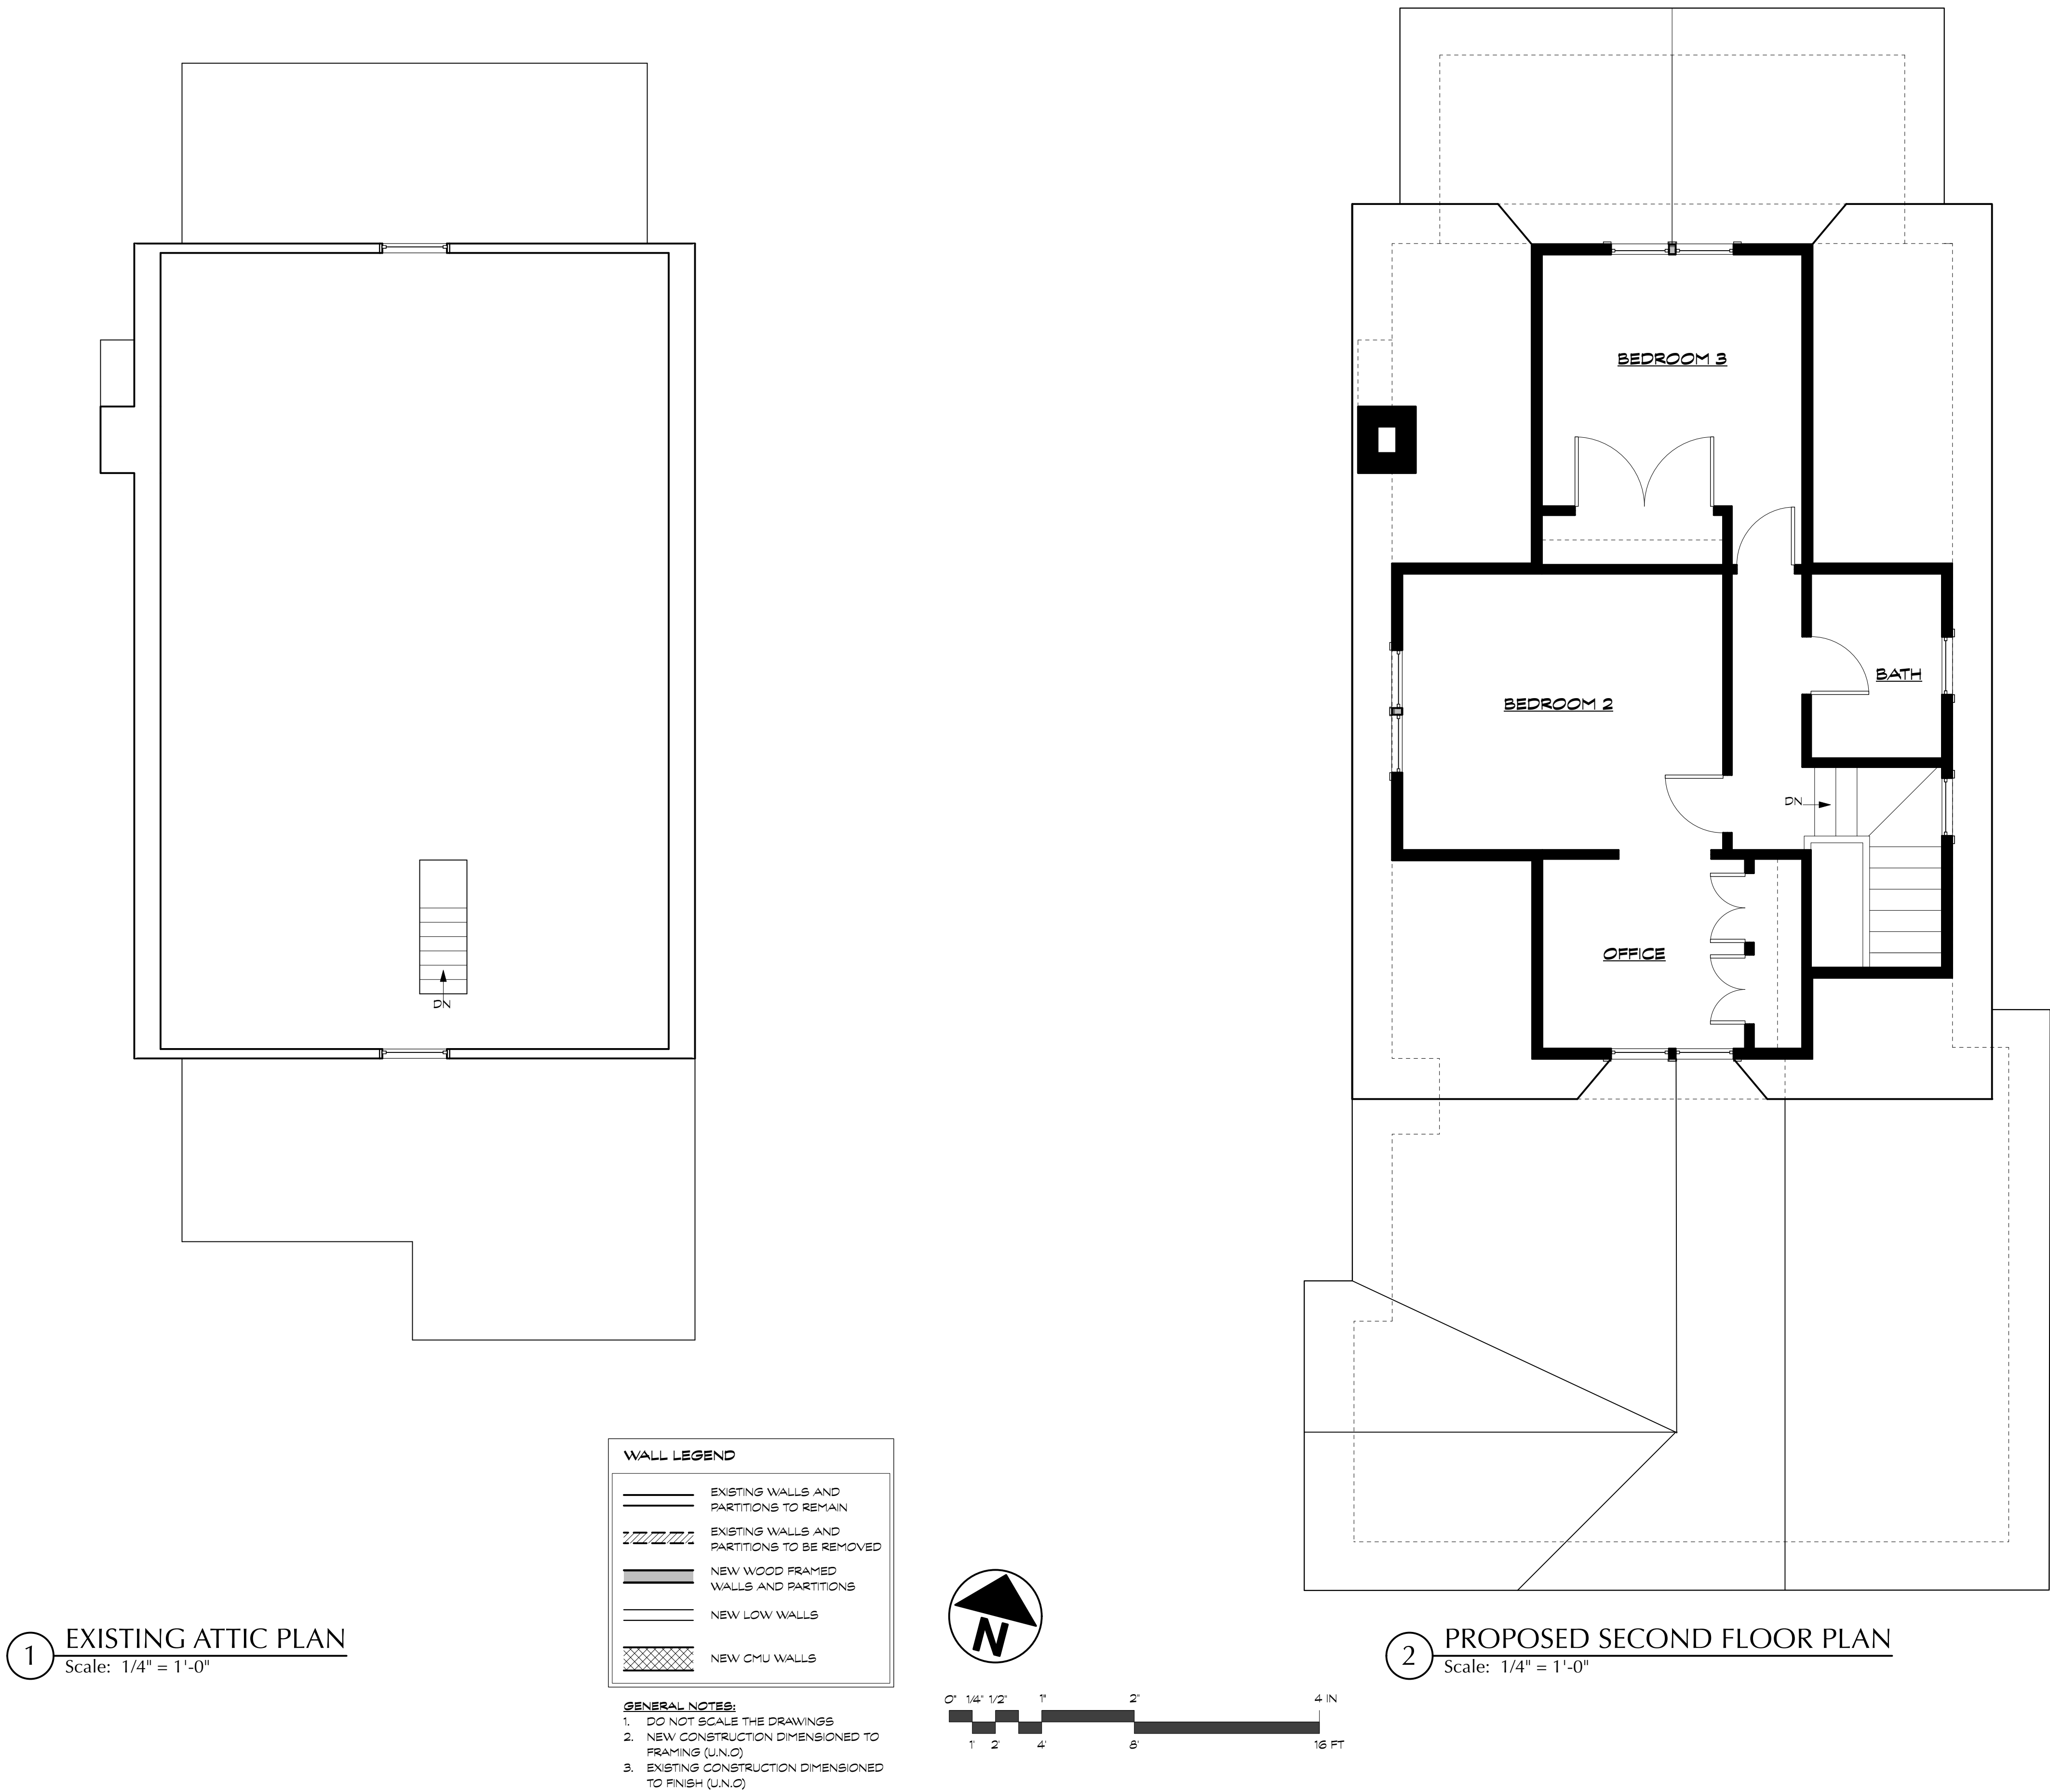 BEDROOM 3
BEDROOM 2
BATH
DN
OFFICE
DN
WALL LEGEND
EXISTING WALLS AND
PARTITIONS TO REMAIN
EXISTING WALLS AND
PARTITIONS TO BE REMOVED
NEW WOOD FRAMED
WALLS AND PARTITIONS
NEW LOW WALLS
NEW CMU WALLS
GENERAL NOTES:
1. DO NOT SCALE THE DRAWINGS
2. NEW CONSTRUCTION DIMENSIONED TO
FRAMING (U.N.O)
3. EXISTING CONSTRUCTION DIMENSIONED
TO FINISH (U.N.O)
N
0" 1/4" 1/2" 1" 2" 4 IN
1' 2' 4' 8' 16 FT
1 EXISTING ATTIC PLAN
Scale: 1/4" = 1'-0"
2 PROPOSED SECOND FLOOR PLAN
Scale: 1/4" = 1'-0"